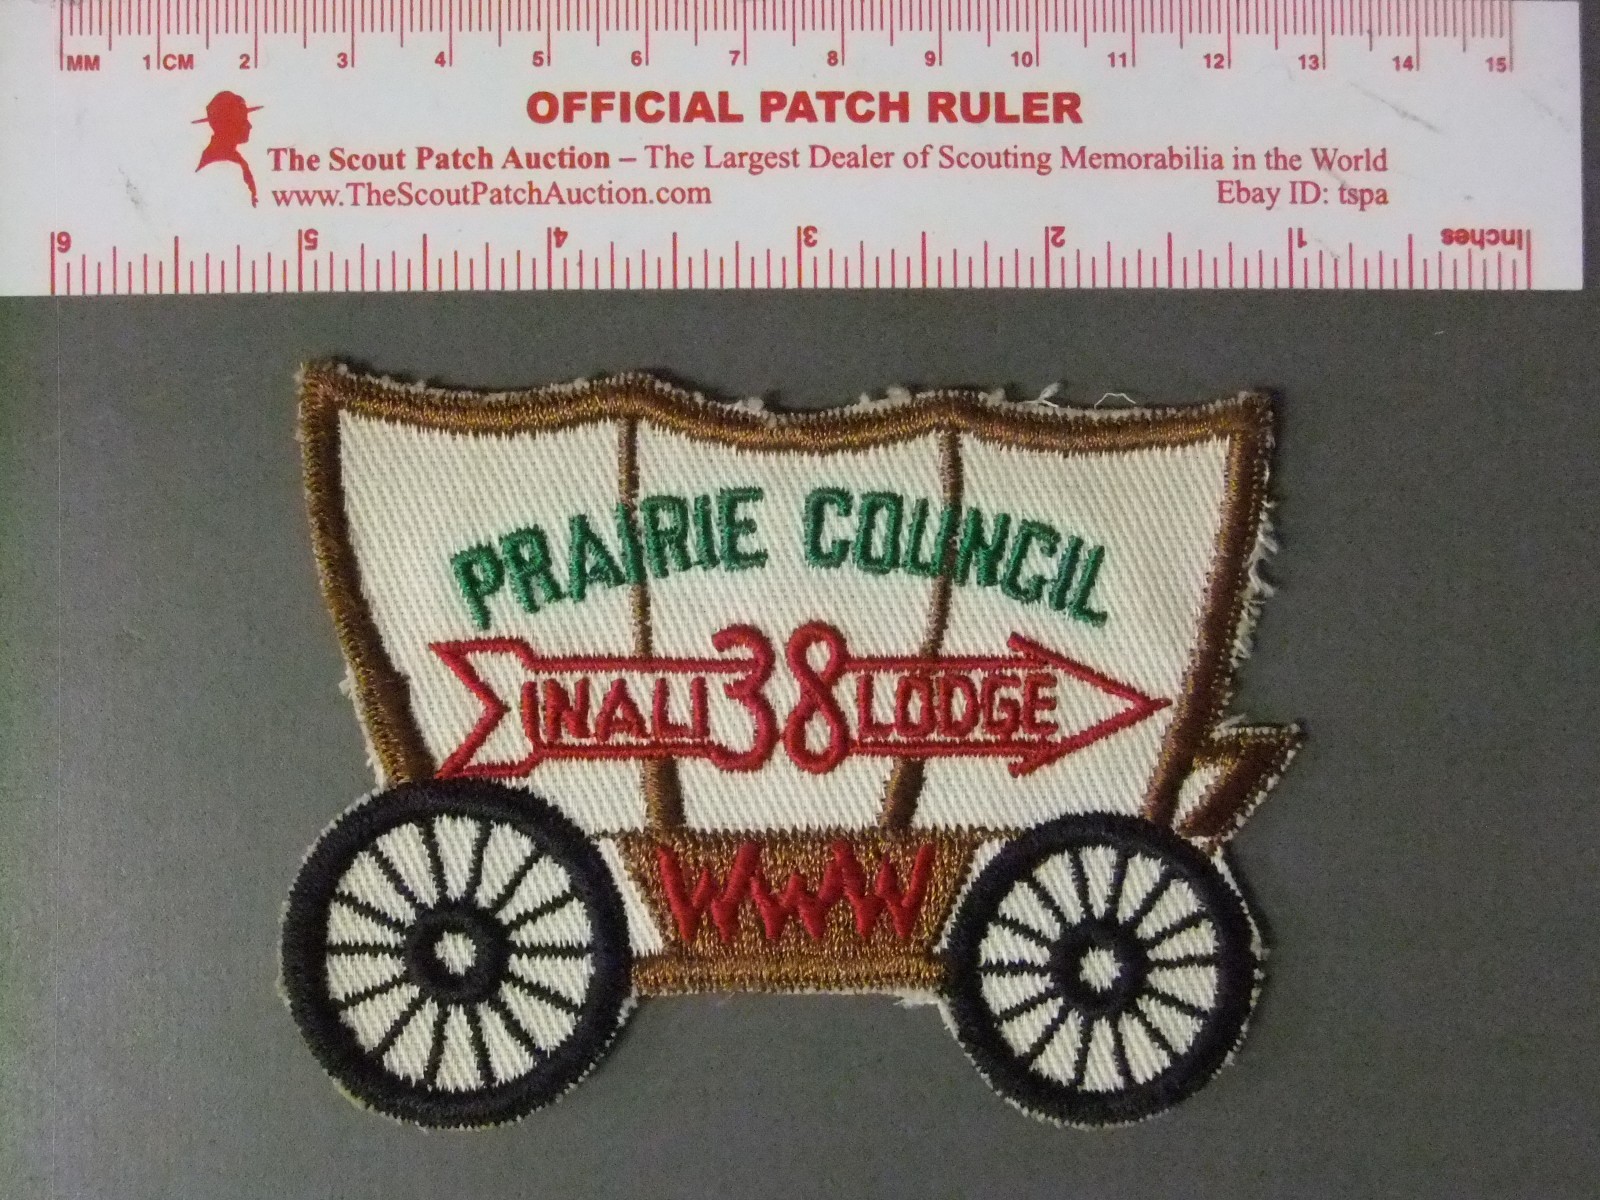 MM 1 CM 2 3 4 5 6 7 8 9 10 11 12 13 14 15
OFFICIAL PATCH RULER
The Scout Patch Auction – The Largest Dealer of Scouting Memorabilia in the World
www.TheScoutPatchAuction.com Ebay ID: tspa
6 5 4 3 2 1 Inches
PRAIRIE COUNCIL
INALI 38 LODGE
WWW